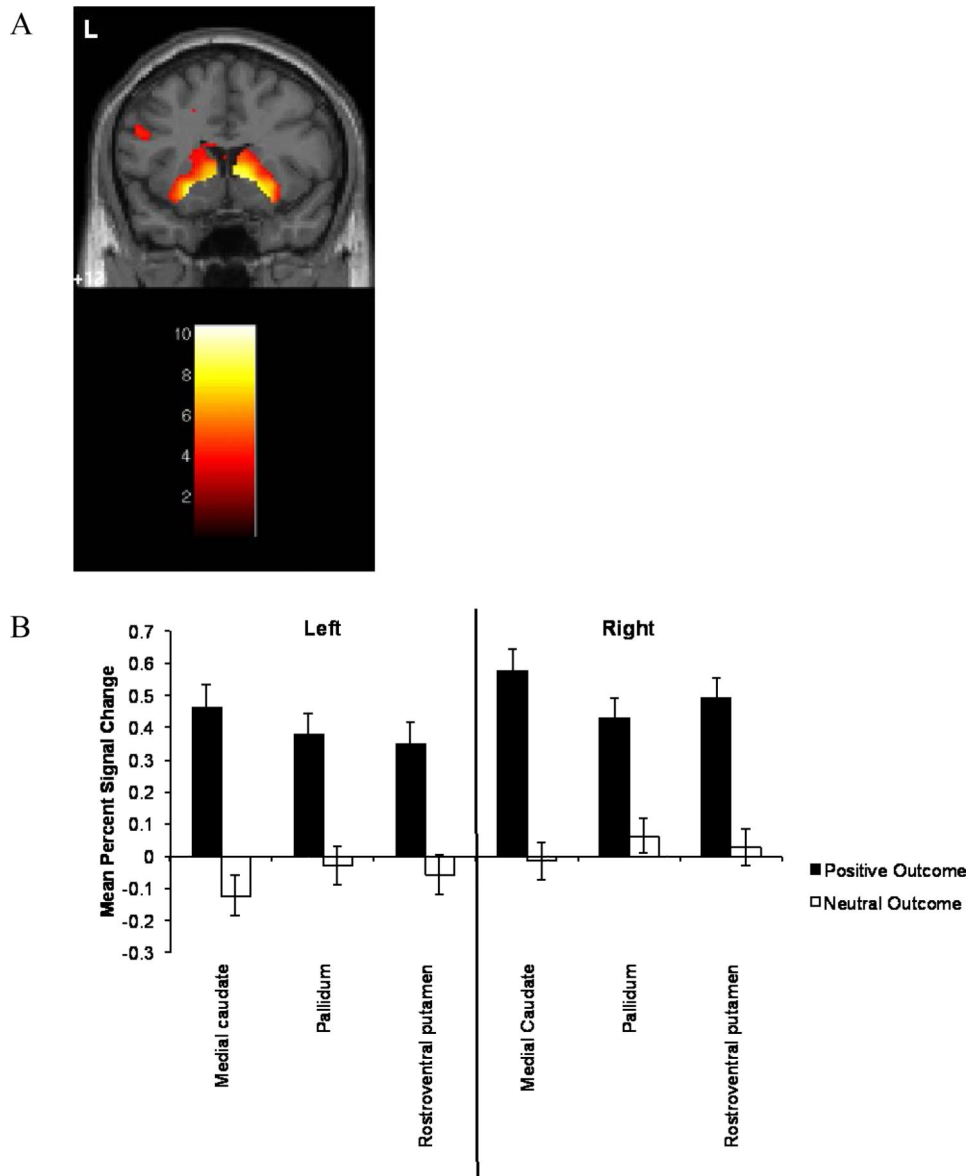 A
L
+12
10
8
6
4
2
B
Left
Right
Mean Percent Signal Change
0.7
0.6
0.5
0.4
0.3
0.2
0.1
0
-0.1
-0.2
-0.3
Medial caudate
Pallidum
Rostroventral putamen
Medial Caudate
Pallidum
Rostroventral putamen
Positive Outcome
Neutral Outcome